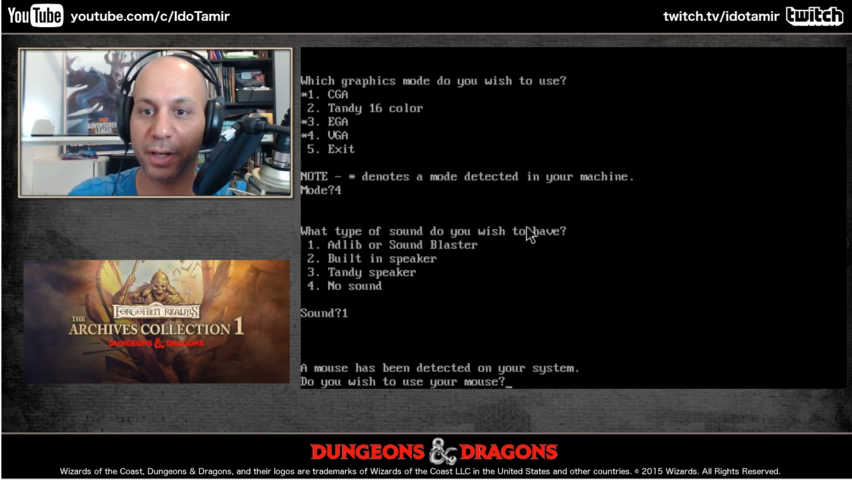 YouTube youtube.com/c/IdoTamir
twitch.tv/idotamir twitch
ADVENTURERS
LEAGUE
Which graphics mode do you wish to use?
*1. CGA
2. Tandy 16 color
*3. EGA
*4. VGA
5. Exit
NOTE - * denotes a mode detected in your machine.
Mode?4
What type of sound do you wish to have?
1. Adlib or Sound Blaster
2. Built in speaker
3. Tandy speaker
4. No sound
Sound?1
A mouse has been detected on your system.
Do you wish to use your mouse?_
FORGOTTEN REALMS
THE ARCHIVES COLLECTION 1
DUNGEONS & DRAGONS
DUNGEONS & DRAGONS
Wizards of the Coast, Dungeons & Dragons, and their logos are trademarks of Wizards of the Coast LLC in the United States and other countries. © 2015 Wizards. All Rights Reserved.